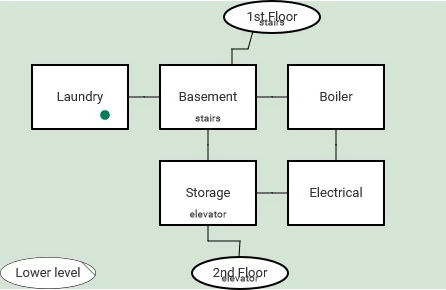 1st Floor
stairs
Laundry
Basement
Boiler
stairs
Storage
Electrical
elevator
Lower level
2nd Floor
elevator